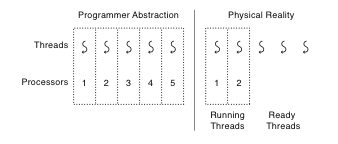 Programmer Abstraction
Physical Reality
Threads
Processors 1 2 3 4 5 1 2
Running Threads
Ready Threads